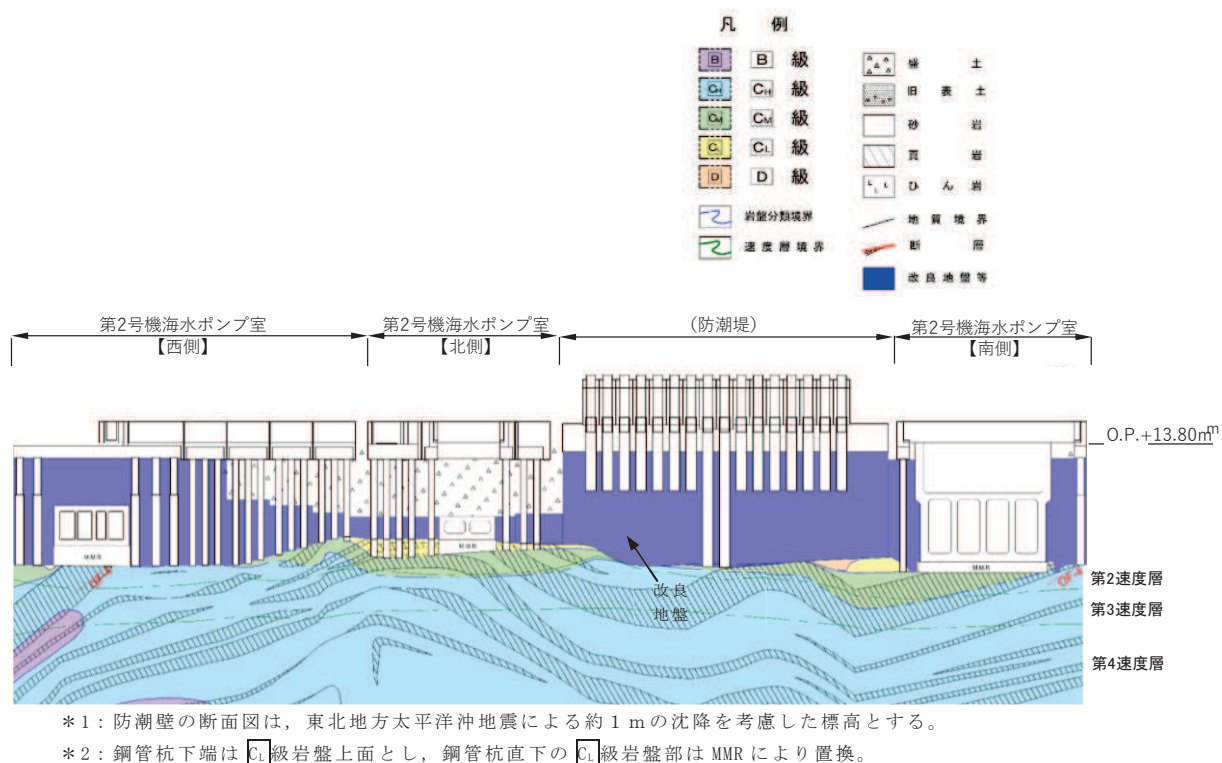 凡 例
B B 級
CH CH 級
CM CM 級
CL CL 級
D D 級
岩盤分類境界
速度層境界
盛土
旧表土
砂岩
頁岩
ひん岩
地質境界
断層
改良地盤等
第2号機海水ポンプ室
【西側】
第2号機海水ポンプ室
【北側】
(防潮堤)
第2号機海水ポンプ室
【南側】
O.P.+13.80m m
MMR
MMR
MMR
改良
地盤
第2速度層
第3速度層
第4速度層
*1:防潮壁の断面図は,東北地方太平洋沖地震による約1mの沈降を考慮した標高とする。
*2:鋼管杭下端はCL級岩盤上面とし,鋼管杭直下のCL級岩盤部はMMRにより置換。